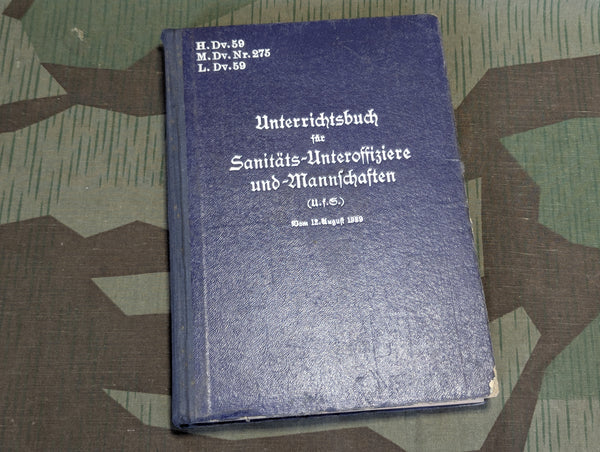 H. Dv. 59
M. Dv. Nr. 275
L. Dv. 59
Unterrichtsbuch
für
Sanitäts-Unteroffiziere
und-Mannschaften
(U. f. S.)
Vom 12. August 1939